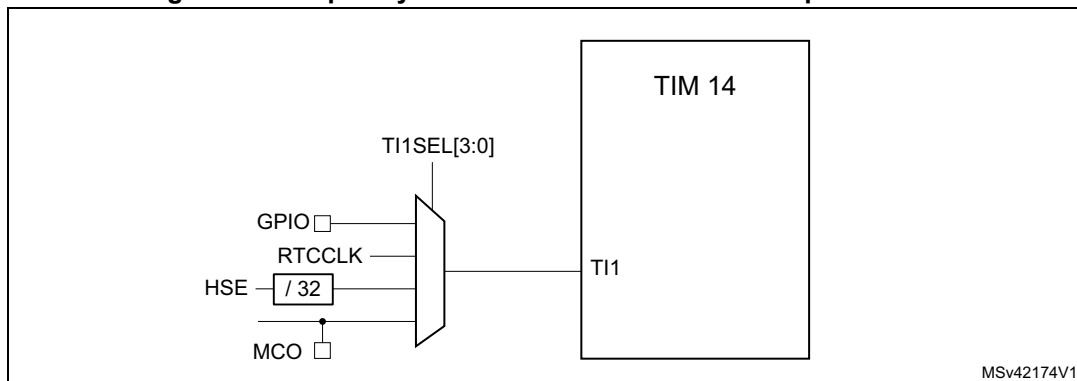 TIM 14
TI1SEL[3:0]
GPIO
RTCCLK
HSE
/ 32
TI1
MCO
MSv42174V1